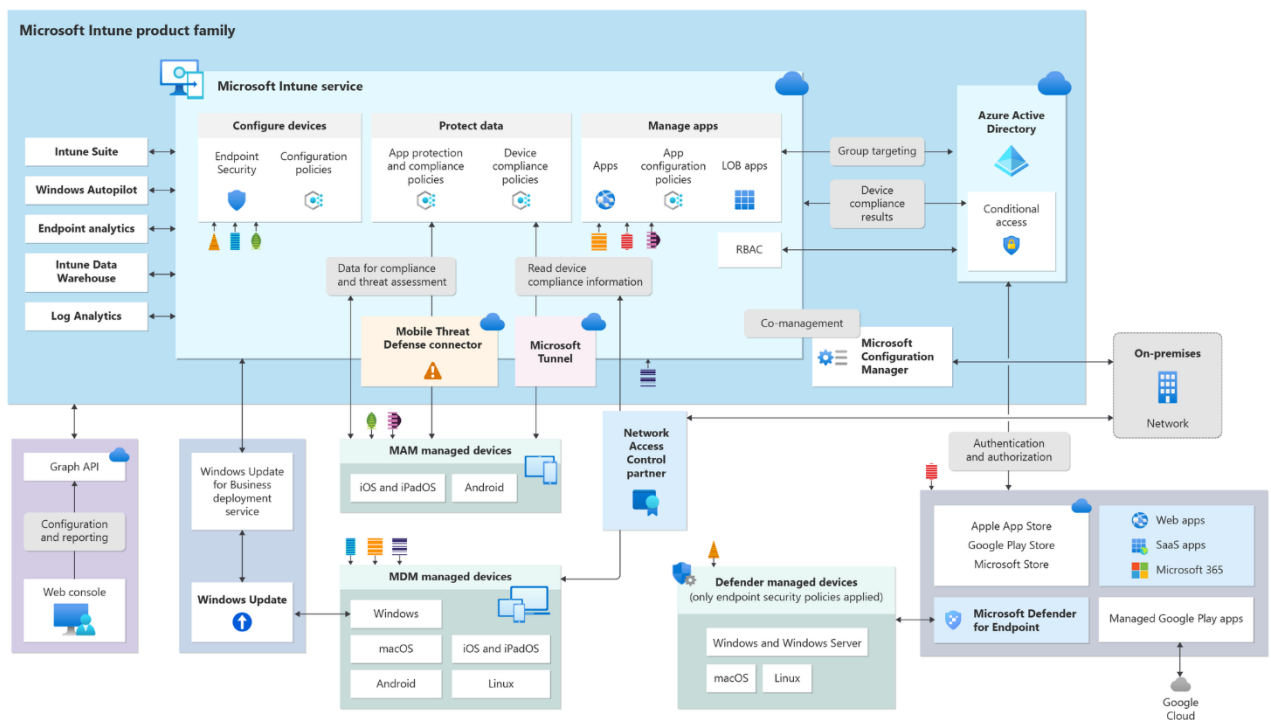 Microsoft Intune product family
Microsoft Intune service
Configure devices
Endpoint
Security
Configuration
policies
Protect data
App protection
and compliance
policies
Device
compliance
policies
Manage apps
Apps
App
configuration
policies
LOB apps
RBAC
Intune Suite
Windows Autopilot
Endpoint analytics
Intune Data
Warehouse
Log Analytics
Group targeting
Device
compliance
results
Azure Active
Directory
Conditional
access
Data for compliance
and threat assessment
Read device
compliance information
Mobile Threat
Defense connector
Microsoft
Tunnel
Co-management
Microsoft
Configuration
Manager
On-premises
Network
Graph API
Configuration
and reporting
Web console
Windows Update
for Business
deployment
service
Windows Update
MAM managed devices
iOS and iPadOS
Android
Network
Access
Control
partner
MDM managed devices
Windows
macOS
iOS and iPadOS
Android
Linux
Defender managed devices
(only endpoint security policies applied)
Windows and Windows Server
macOS
Linux
Authentication
and authorization
Apple App Store
Google Play Store
Microsoft Store
Web apps
SaaS apps
Microsoft 365
Microsoft Defender
for Endpoint
Managed Google Play apps
Google
Cloud